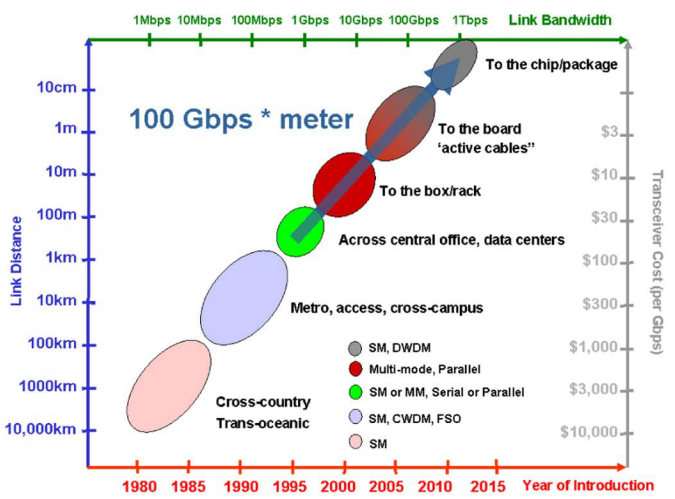 1Mbps 10Mbps 100Mbps 1Gbps 10Gbps 100Gbps 1Tbps Link Bandwidth
To the chip/package
10cm
100 Gbps * meter
1m
$3
To the board
'active cables"
10m
$10
To the box/rack
100m
$30
Across central office, data centers
1km
$100
10km
$300
Metro, access, cross-campus
100km
$1,000
SM, DWDM
Multi-mode, Parallel
1000km
$3,000
SM or MM, Serial or Parallel
Cross-country
Trans-oceanic
SM, CWDM, FSO
10,000km
$10,000
SM
Link Distance
Transceiver Cost (per Gbps)
1980 1985 1990 1995 2000 2005 2010 2015 Year of Introduction